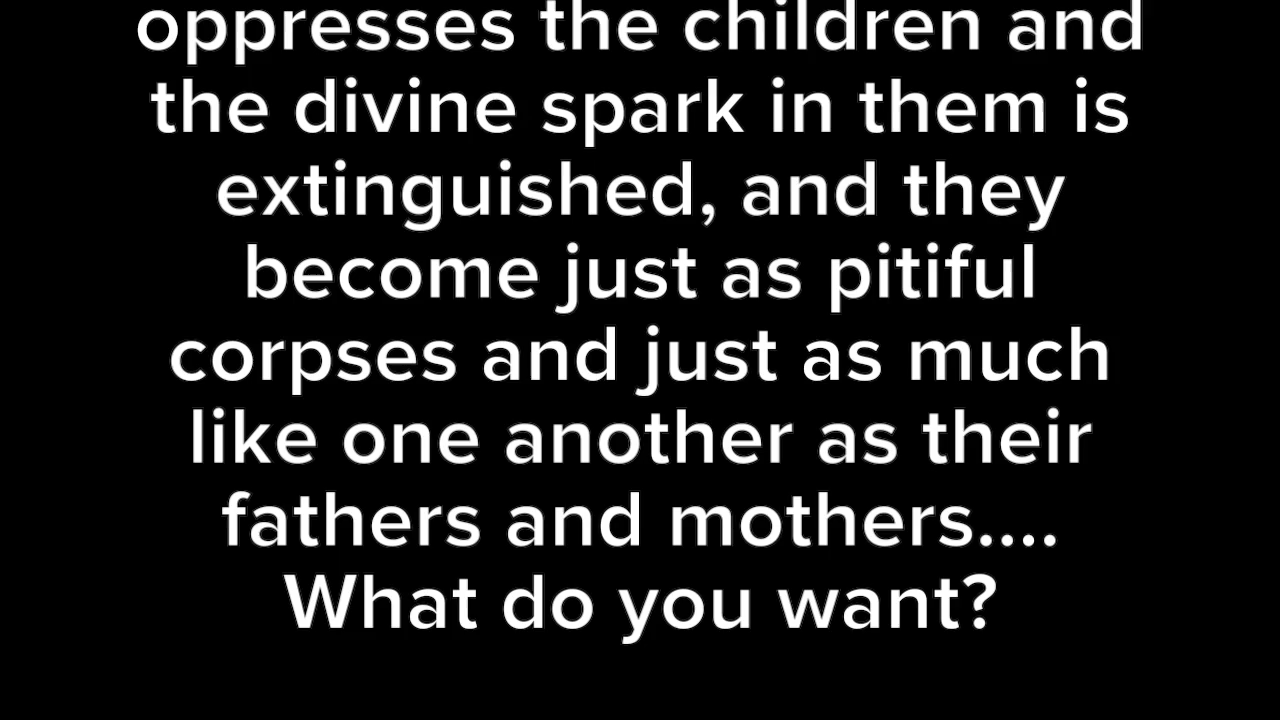 oppresses the children and
the divine spark in them is
extinguished, and they
become just as pitiful
corpses and just as much
like one another as their
fathers and mothers....
What do you want?